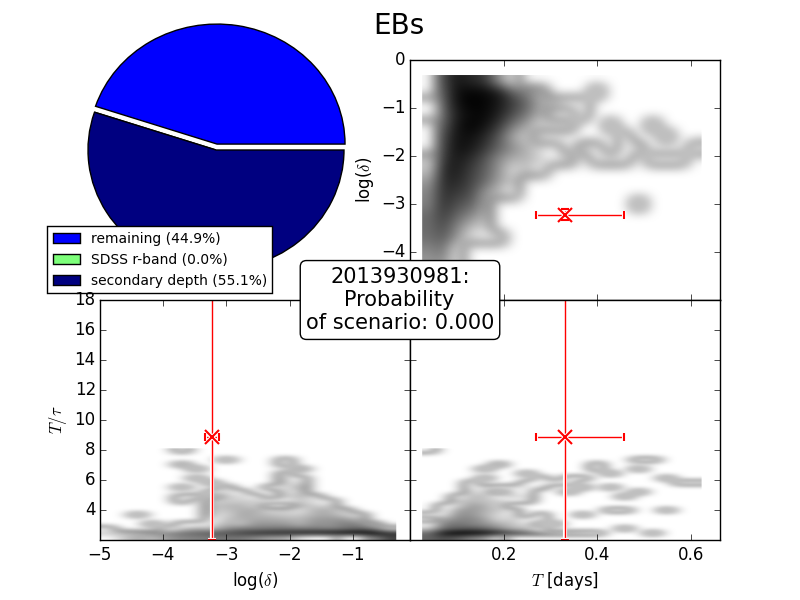 EBs
remaining (44.9%)
SDSS r-band (0.0%)
secondary depth (55.1%)
0
−1
−2
−3
−4
log(δ)
2013930981:
Probability
of scenario: 0.000
18
16
14
12
10
8
6
4
T/τ
−5 −4 −3 −2 −1
log(δ)
0.2 0.4 0.6
T [days]